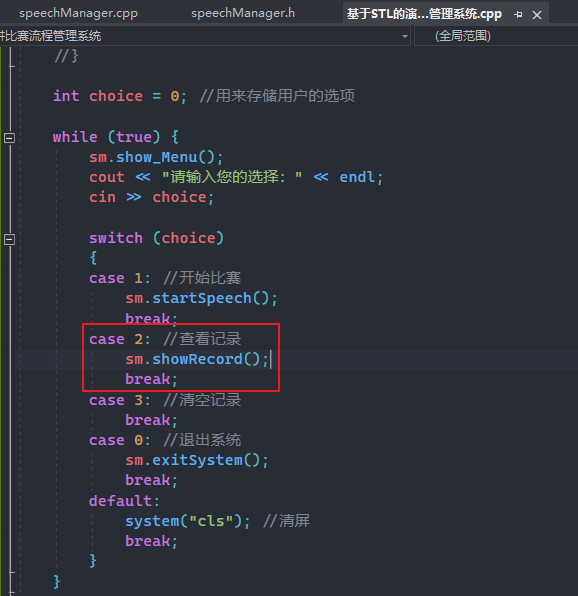 speechManager.cpp speechManager.h 基于STL的演...管理系统.cpp
讲比赛流程管理系统 (全局范围)
//}
int choice = 0; //用来存储用户的选项
while (true) {
sm.show_Menu();
cout << "请输入您的选择: " << endl;
cin >> choice;
switch (choice)
{
case 1: //开始比赛
sm.startSpeech();
break;
case 2: //查看记录
sm.showRecord();
break;
case 3: //清空记录
break;
case 0: //退出系统
sm.exitSystem();
break;
default:
system("cls"); //清屏
break;
}
}